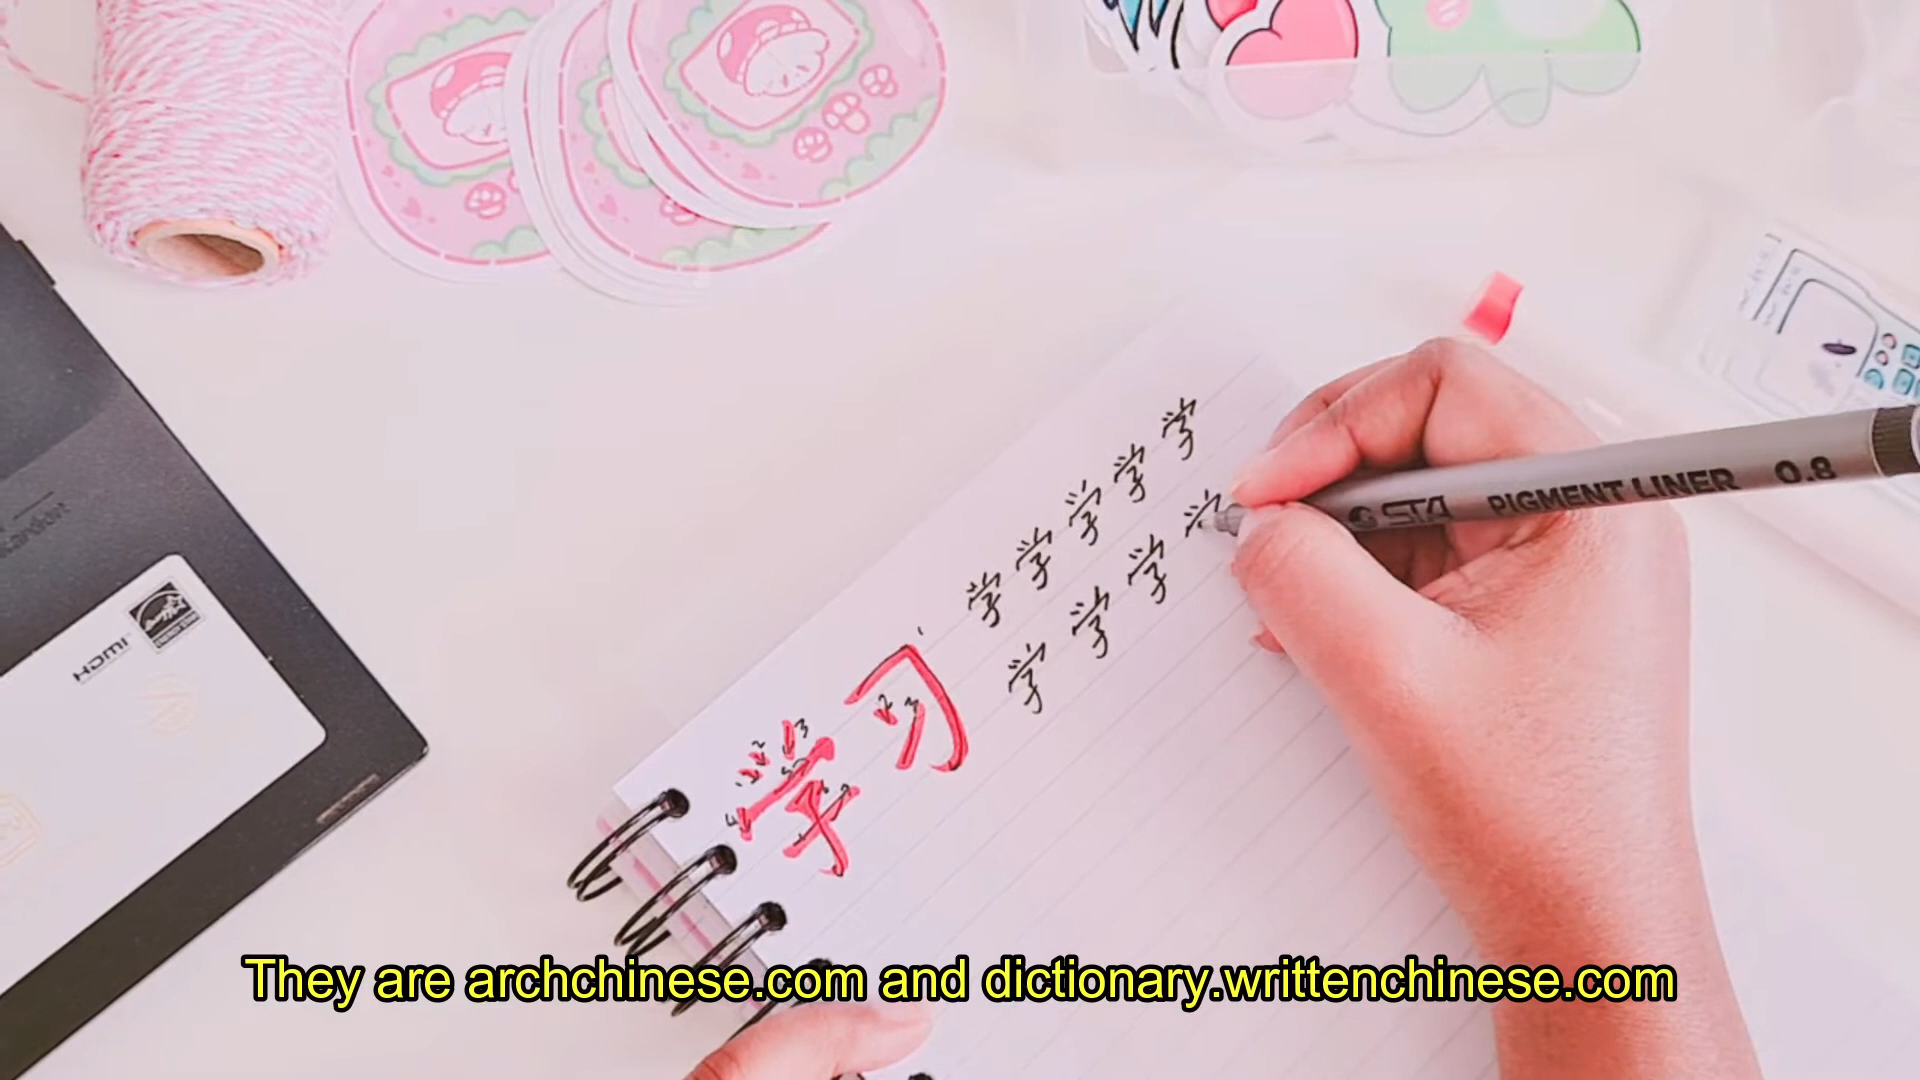 学习
学学学学学
学学学学
STA PIGMENT LINER 0.8
HDMI
They are archchinese.com and dictionary.writtenchinese.com